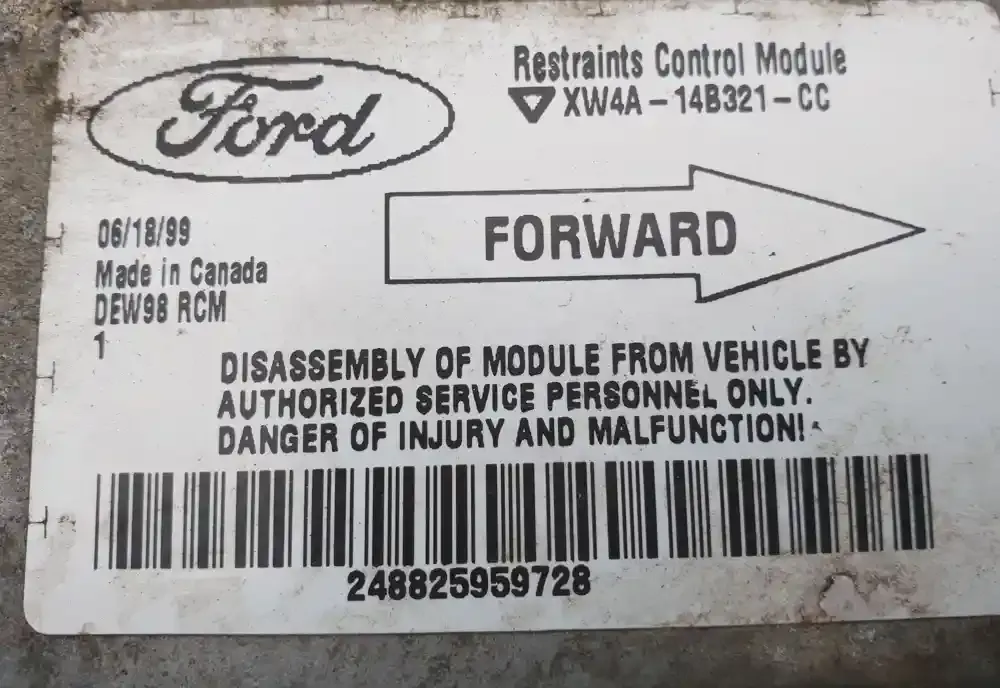 Ford
Restraints Control Module
XW4A-14B321-CC
FORWARD
06/18/99
Made in Canada
DEW98 RCM
1
DISASSEMBLY OF MODULE FROM VEHICLE BY
AUTHORIZED SERVICE PERSONNEL ONLY.
DANGER OF INJURY AND MALFUNCTION!
248825959728